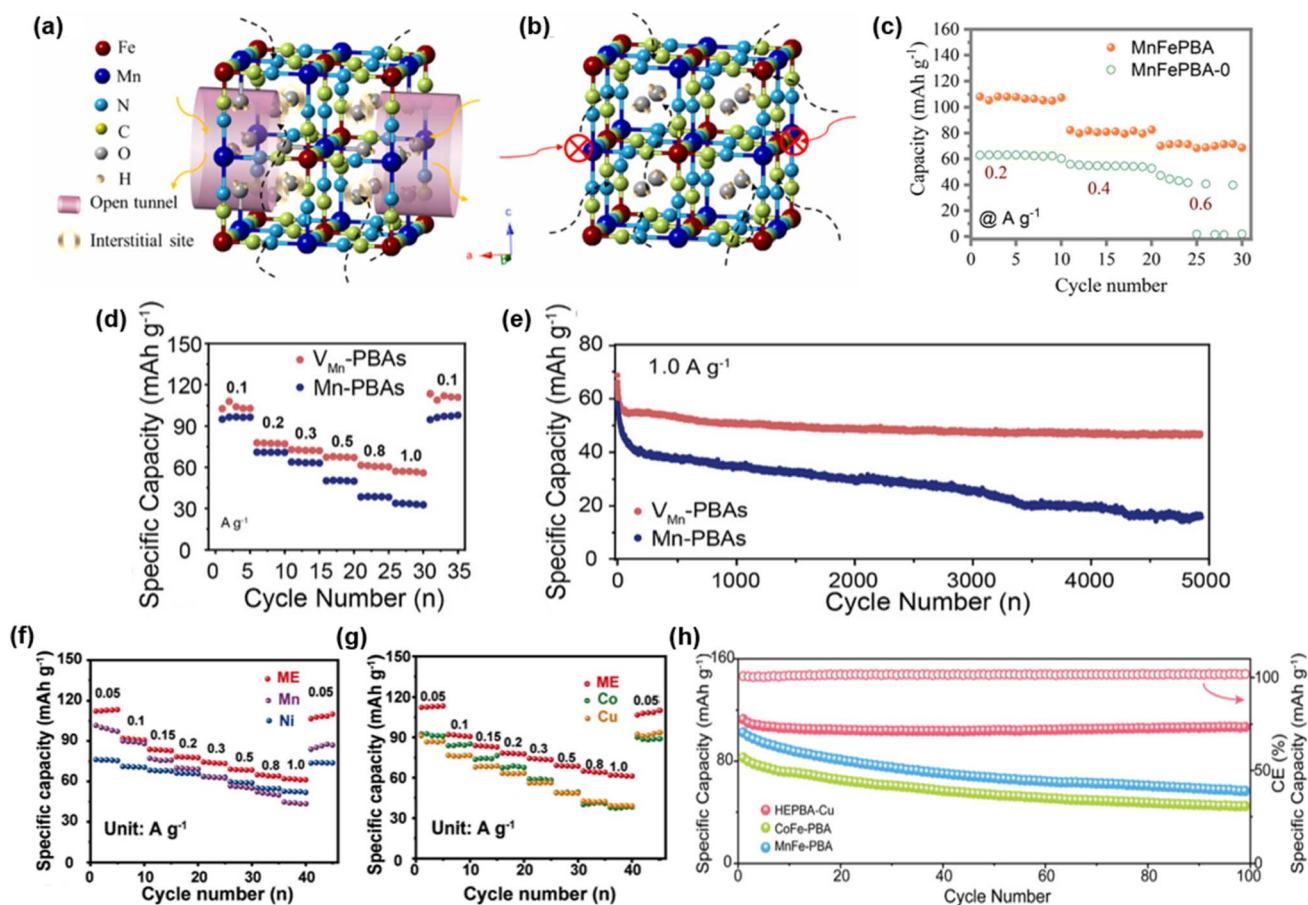 (a)
Fe
Mn
N
C
O
H
Open tunnel
Interstitial site
c
a
b
(b)
(c)
Capacity (mAh g⁻¹)
160
140
120
100
80
60
40
20
0
MnFePBA
MnFePBA-0
0.2
0.4
0.6
@ A g⁻¹
0 5 10 15 20 25 30
Cycle number
(d)
Specific Capacity (mAh g⁻¹)
150
120
90
60
30
0
V_Mn-PBAs
Mn-PBAs
0.1
0.2
0.3
0.5
0.8
1.0
0.1
A g⁻¹
0 5 10 15 20 25 30 35
Cycle Number (n)
(e)
Specific Capacity (mAh g⁻¹)
80
60
40
20
0
1.0 A g⁻¹
V_Mn-PBAs
Mn-PBAs
0 1000 2000 3000 4000 5000
Cycle Number (n)
(f)
Specific capacity (mAh g⁻¹)
150
120
90
60
30
0
ME
Mn
Ni
0.05
0.1
0.15
0.2
0.3
0.5
0.8
1.0
0.05
Unit: A g⁻¹
0 10 20 30 40
Cycle number (n)
(g)
Specific capacity (mAh g⁻¹)
150
120
90
60
30
0
ME
Co
Cu
0.05
0.1
0.15
0.2
0.3
0.5
0.8
1.0
0.05
Unit: A g⁻¹
0 10 20 30 40
Cycle number (n)
(h)
Specific Capacity (mAh g⁻¹)
160
80
0
HEPBA-Cu
CoFe-PBA
MnFe-PBA
0 20 40 60 80 100
Cycle Number
100
50
0
CE (%)
Specific Capacity (mAh g⁻¹)